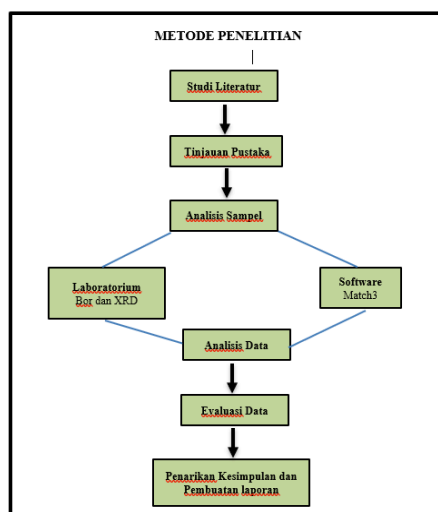 METODE PENELITIAN
Studi Literatur
Tinjauan Pustaka
Analisis Sampel
Laboratorium
Bor dan XRD
Software
Match3
Analisis Data
Evaluasi Data
Penarikan Kesimpulan dan
Pembuatan laporan